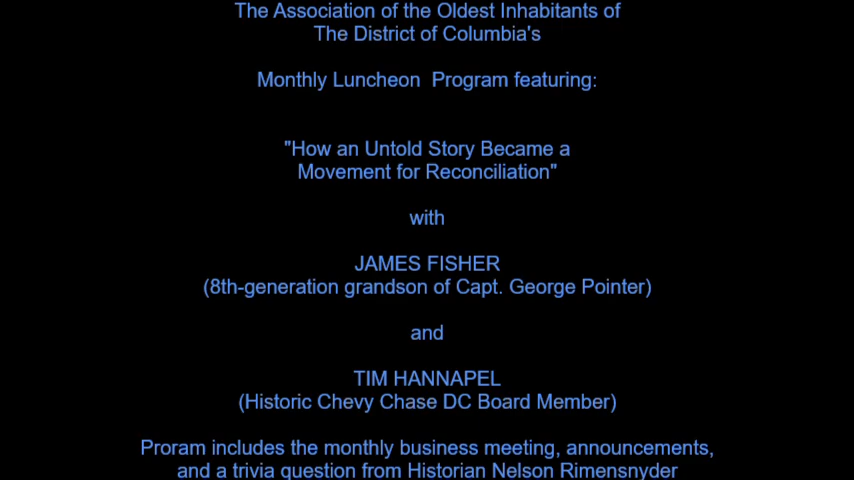 The Association of the Oldest Inhabitants of
The District of Columbia's
Monthly Luncheon  Program featuring:
"How an Untold Story Became a
Movement for Reconciliation"
with
JAMES FISHER
(8th-generation grandson of Capt. George Pointer)
and
TIM HANNAPEL
(Historic Chevy Chase DC Board Member)
Proram includes the monthly business meeting, announcements,
and a trivia question from Historian Nelson Rimensnyder